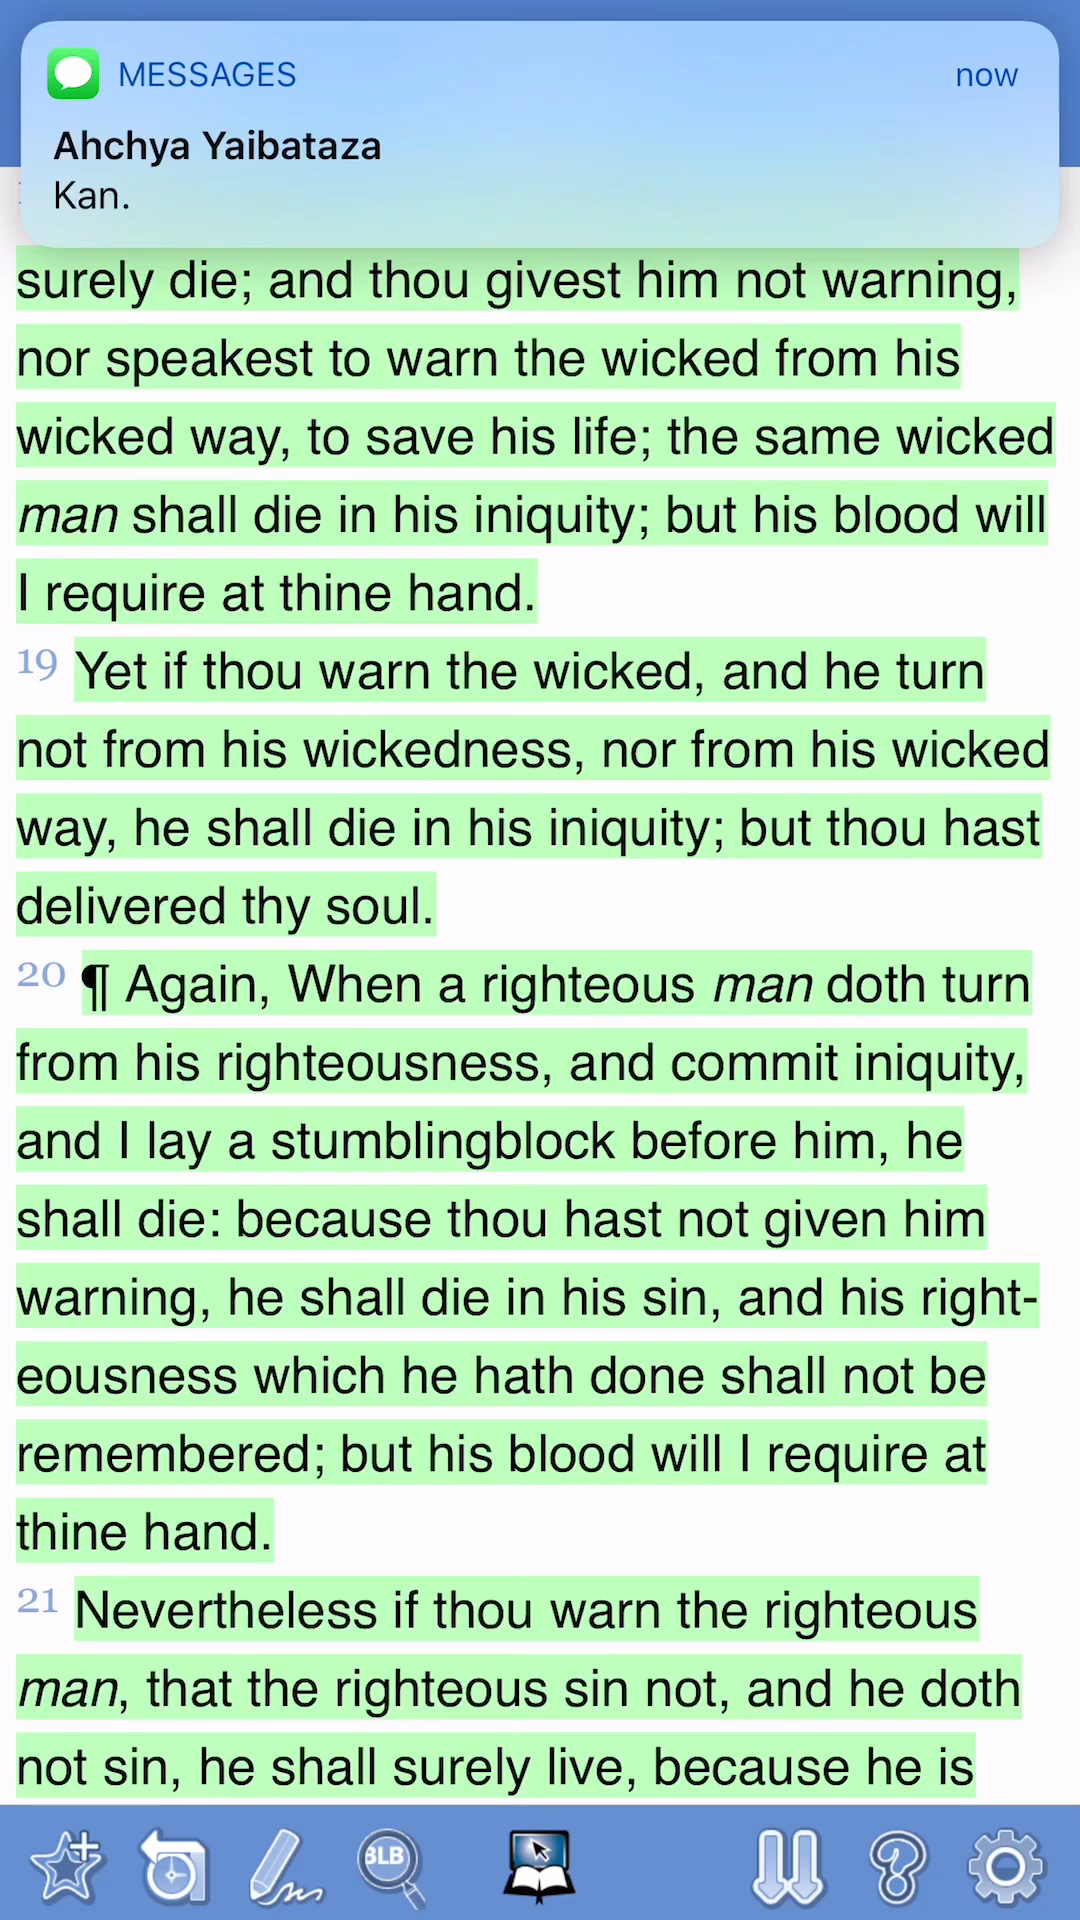 MESSAGES now
Ahchya Yaibataza
Kan.
surely die; and thou givest him not warning,
nor speakest to warn the wicked from his
wicked way, to save his life; the same wicked
man shall die in his iniquity; but his blood will
I require at thine hand.
19 Yet if thou warn the wicked, and he turn
not from his wickedness, nor from his wicked
way, he shall die in his iniquity; but thou hast
delivered thy soul.
20 ¶ Again, When a righteous man doth turn
from his righteousness, and commit iniquity,
and I lay a stumblingblock before him, he
shall die: because thou hast not given him
warning, he shall die in his sin, and his right-
eousness which he hath done shall not be
remembered; but his blood will I require at
thine hand.
21 Nevertheless if thou warn the righteous
man, that the righteous sin not, and he doth
not sin, he shall surely live, because he is
BLB